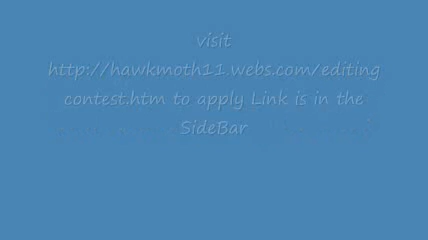 visit
http://hawkmoth11.webs.com/editing
contest.htm to apply Link is in the
SideBar